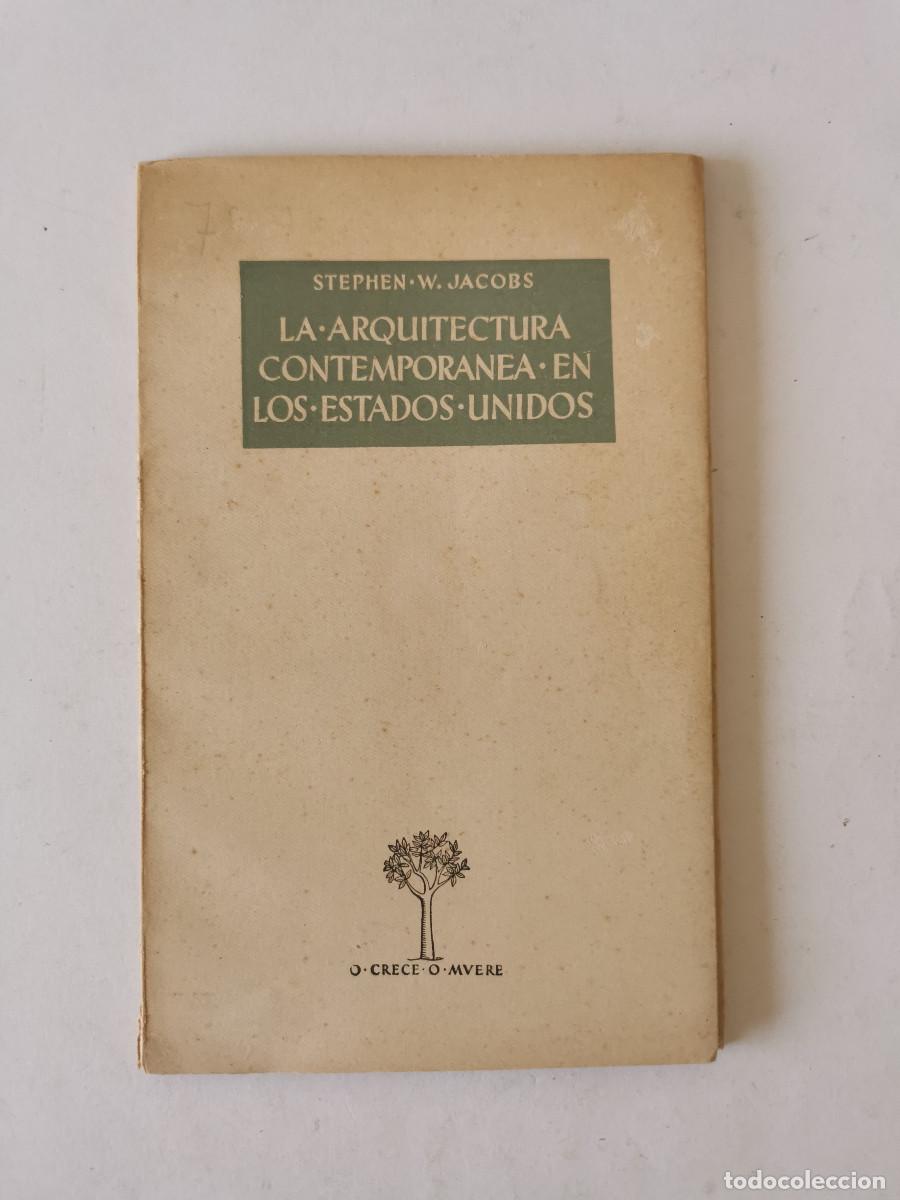 STEPHEN·W. JACOBS
LA·ARQUITECTURA
CONTEMPORANEA·EN
LOS·ESTADOS·UNIDOS
O·CRECE·O·MVERE
todocoleccion